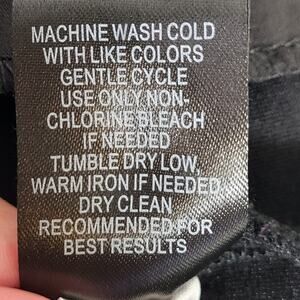 MACHINE WASH COLD
WITH LIKE COLORS
GENTLE CYCLE
USE ONLY NON-
CHLORINE BLEACH
IF NEEDED
TUMBLE DRY LOW,
WARM IRON IF NEEDED
DRY CLEAN
RECOMMENDED FOR
BEST RESULTS